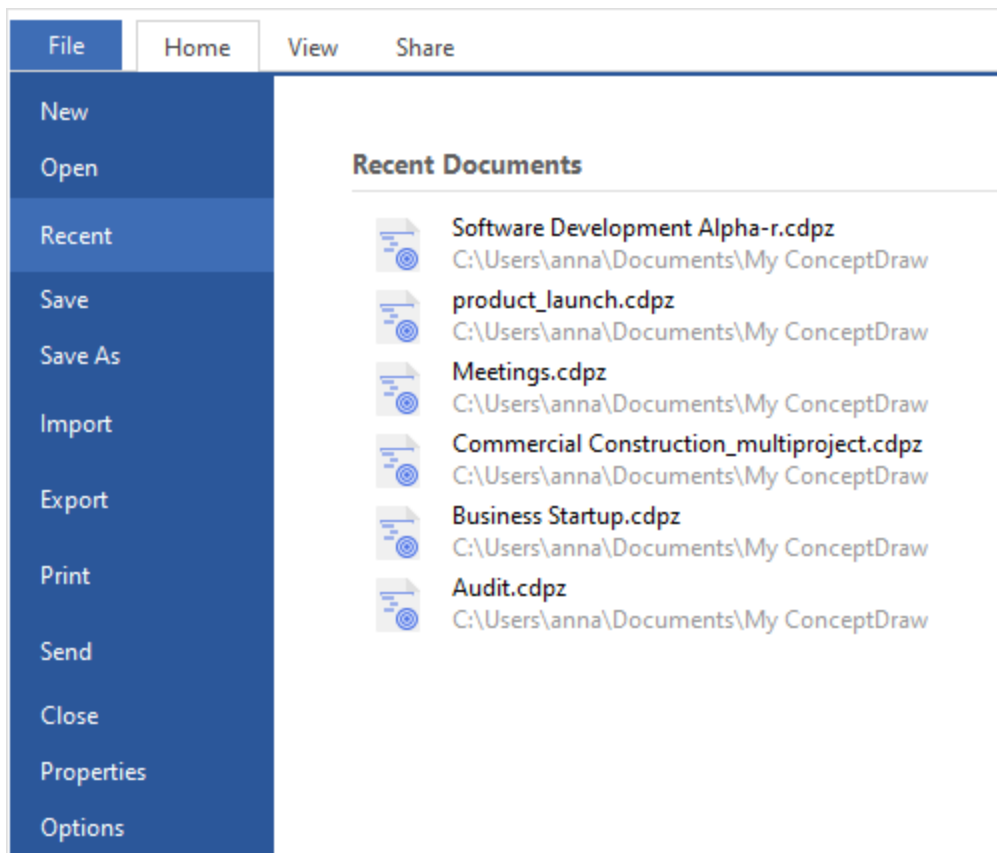 File Home View Share
New
Open
Recent
Save
Save As
Import
Export
Print
Send
Close
Properties
Options
Recent Documents
Software Development Alpha-r.cdpz
C:\Users\anna\Documents\My ConceptDraw
product_launch.cdpz
C:\Users\anna\Documents\My ConceptDraw
Meetings.cdpz
C:\Users\anna\Documents\My ConceptDraw
Commercial Construction_multiproject.cdpz
C:\Users\anna\Documents\My ConceptDraw
Business Startup.cdpz
C:\Users\anna\Documents\My ConceptDraw
Audit.cdpz
C:\Users\anna\Documents\My ConceptDraw